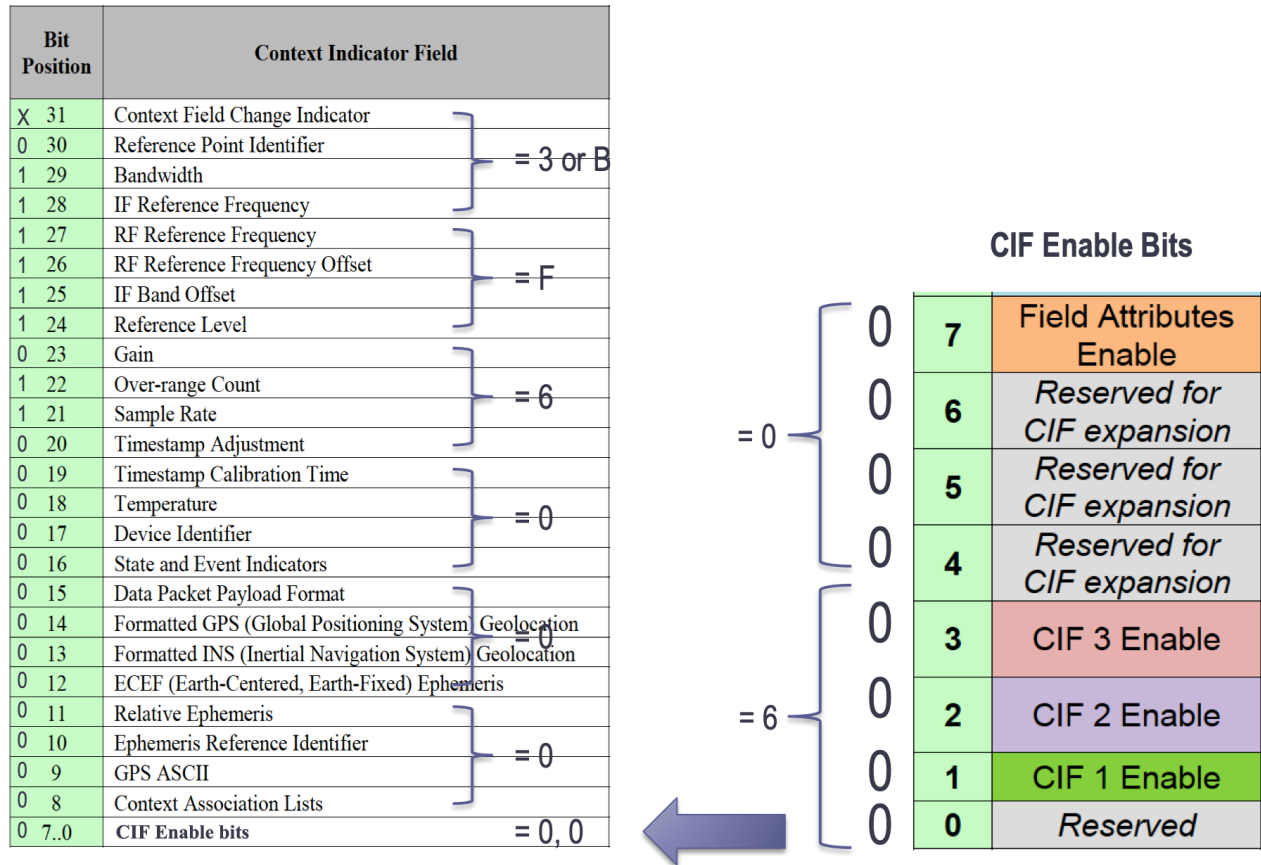 Bit Position Context Indicator Field
X 31 Context Field Change Indicator
0 30 Reference Point Identifier
= 3 or B
1 29 Bandwidth
1 28 IF Reference Frequency
1 27 RF Reference Frequency
1 26 RF Reference Frequency Offset
= F
1 25 IF Band Offset
1 24 Reference Level
0 23 Gain
1 22 Over-range Count
= 6
1 21 Sample Rate
0 20 Timestamp Adjustment
0 19 Timestamp Calibration Time
0 18 Temperature
= 0
0 17 Device Identifier
0 16 State and Event Indicators
0 15 Data Packet Payload Format
0 14 Formatted GPS (Global Positioning System) Geolocation
= 0
0 13 Formatted INS (Inertial Navigation System) Geolocation
0 12 ECEF (Earth-Centered, Earth-Fixed) Ephemeris
0 11 Relative Ephemeris
0 10 Ephemeris Reference Identifier
= 0
0 9 GPS ASCII
0 8 Context Association Lists
0 7..0 CIF Enable bits = 0, 0
CIF Enable Bits
0 7 Field Attributes
Enable
0 6 Reserved for
CIF expansion
= 0
0 5 Reserved for
CIF expansion
0 4 Reserved for
CIF expansion
0 3 CIF 3 Enable
0 2 CIF 2 Enable
= 6
0 1 CIF 1 Enable
0 0 Reserved